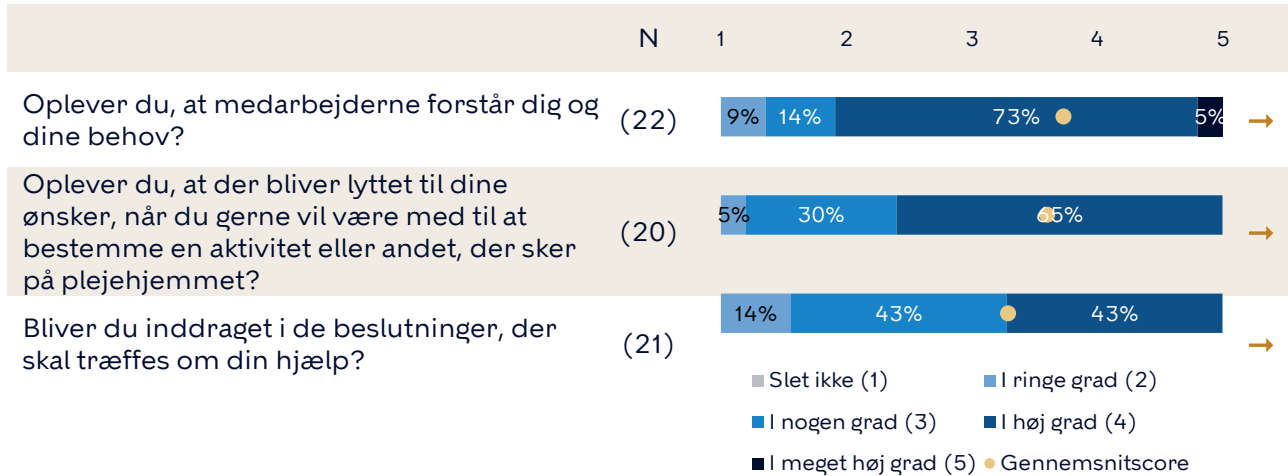 N 1 2 3 4 5
Oplever du, at medarbejderne forstår dig og
dine behov?
(22) 9% 14% 73% 5%
Oplever du, at der bliver lyttet til dine
ønsker, når du gerne vil være med til at
bestemme en aktivitet eller andet, der sker
på plejehjemmet?
(20) 5% 30% 65%
Bliver du inddraget i de beslutninger, der
skal træffes om din hjælp?
(21) 14% 43% 43%
Slet ikke (1) I ringe grad (2)
I nogen grad (3) I høj grad (4)
I meget høj grad (5) Gennemsnitscore